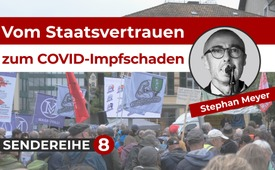 Vom Staatsvertrauen
zum COVID-Impfschaden
Stephan Meyer
SENDEREIHE 8